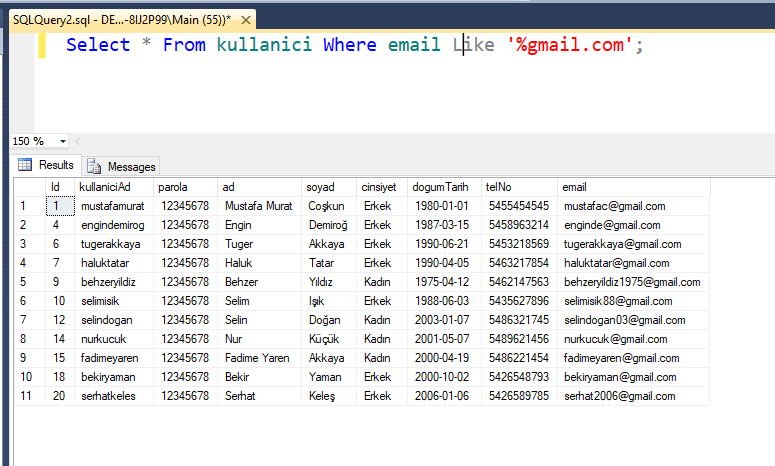 SQLQuery2.sql - DE...-8IJ2P99\Main (55))*
Select * From kullanici Where email Like '%gmail.com';
150 %
Results Messages
Id kullaniciAd parola ad soyad cinsiyet dogumTarih telNo email
1 1 mustafamurat 12345678 Mustafa Murat Coşkun Erkek 1980-01-01 5455454545 mustafac@gmail.com
2 4 engindemirog 12345678 Engin Demiroğ Erkek 1987-03-15 5458963214 enginde@gmail.com
3 6 tugerakkaya 12345678 Tuger Akkaya Erkek 1990-06-21 5453218569 tugerakkaya@gmail.com
4 7 haluktatar 12345678 Haluk Tatar Erkek 1990-04-05 5463217854 haluktatar@gmail.com
5 9 behzeryildiz 12345678 Behzer Yıldız Kadın 1975-04-12 5462147563 behzeryildiz1975@gmail.com
6 10 selimisik 12345678 Selim Işık Erkek 1988-06-03 5435627896 selimisik88@gmail.com
7 12 selindogan 12345678 Selin Doğan Kadın 2003-01-07 5486321745 selindogan03@gmail.com
8 14 nurkucuk 12345678 Nur Küçük Kadın 2001-05-07 5489621456 nurkucuk@gmail.com
9 15 fadimeyaren 12345678 Fadime Yaren Akkaya Kadın 2000-04-19 5486221454 fadimeyaren@gmail.com
10 18 bekiryaman 12345678 Bekir Yaman Erkek 2000-10-02 5426548793 bekiryaman@gmail.com
11 20 serhatkeles 12345678 Serhat Keleş Erkek 2006-01-06 5426589785 serhat2006@gmail.com